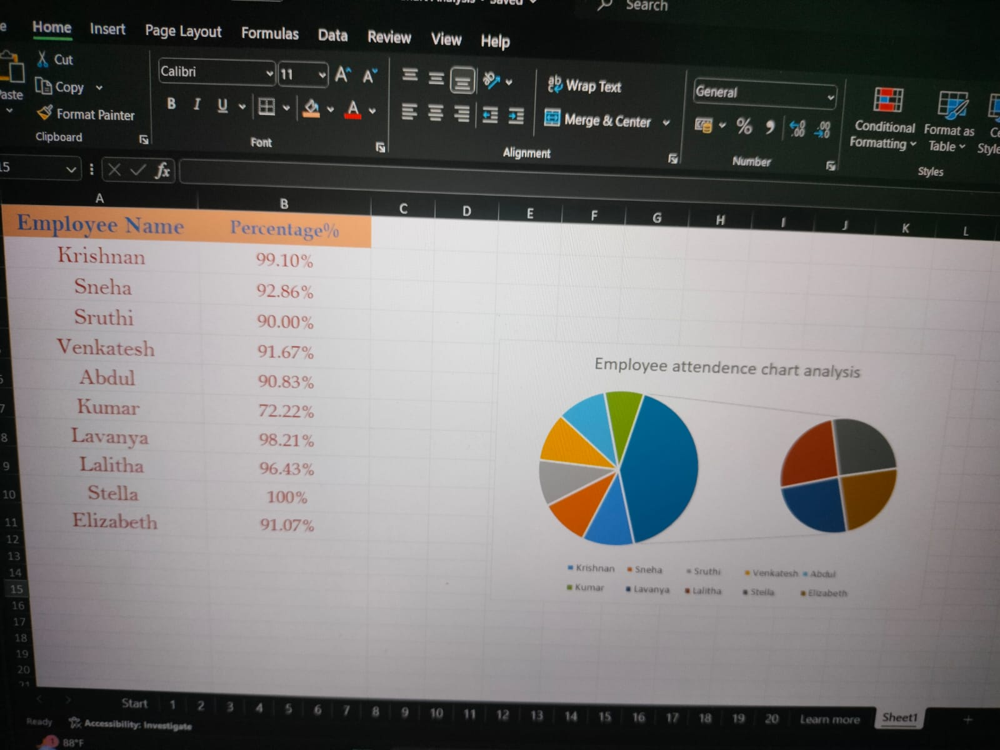 Search
Home Insert Page Layout Formulas Data Review View Help
Cut
Copy
Format Painter
Clipboard
Calibri 11
B I U
Font
Wrap Text
Merge & Center
Alignment
General
% ,
Number
Conditional Formatting
Format as Table
Styles
fx
A B C D E F G H I J K L
Employee Name Percentage%
Krishnan 99.10%
Sneha 92.86%
Sruthi 90.00%
Venkatesh 91.67%
Abdul 90.83%
7 Kumar 72.22%
8 Lavanya 98.21%
9 Lalitha 96.43%
10 Stella 100%
11 Elizabeth 91.07%
12
13
14
15
16
17
18
19
20
21
Employee attendence chart analysis
Krishnan Sneha Sruthi Venkatesh Abdul
Kumar Lavanya Lalitha Stella Elizabeth
Start 1 2 3 4 5 6 7 8 9 10 11 12 13 14 15 16 17 18 19 20 Learn more Sheet1
Ready Accessibility: Investigate
1 88°F